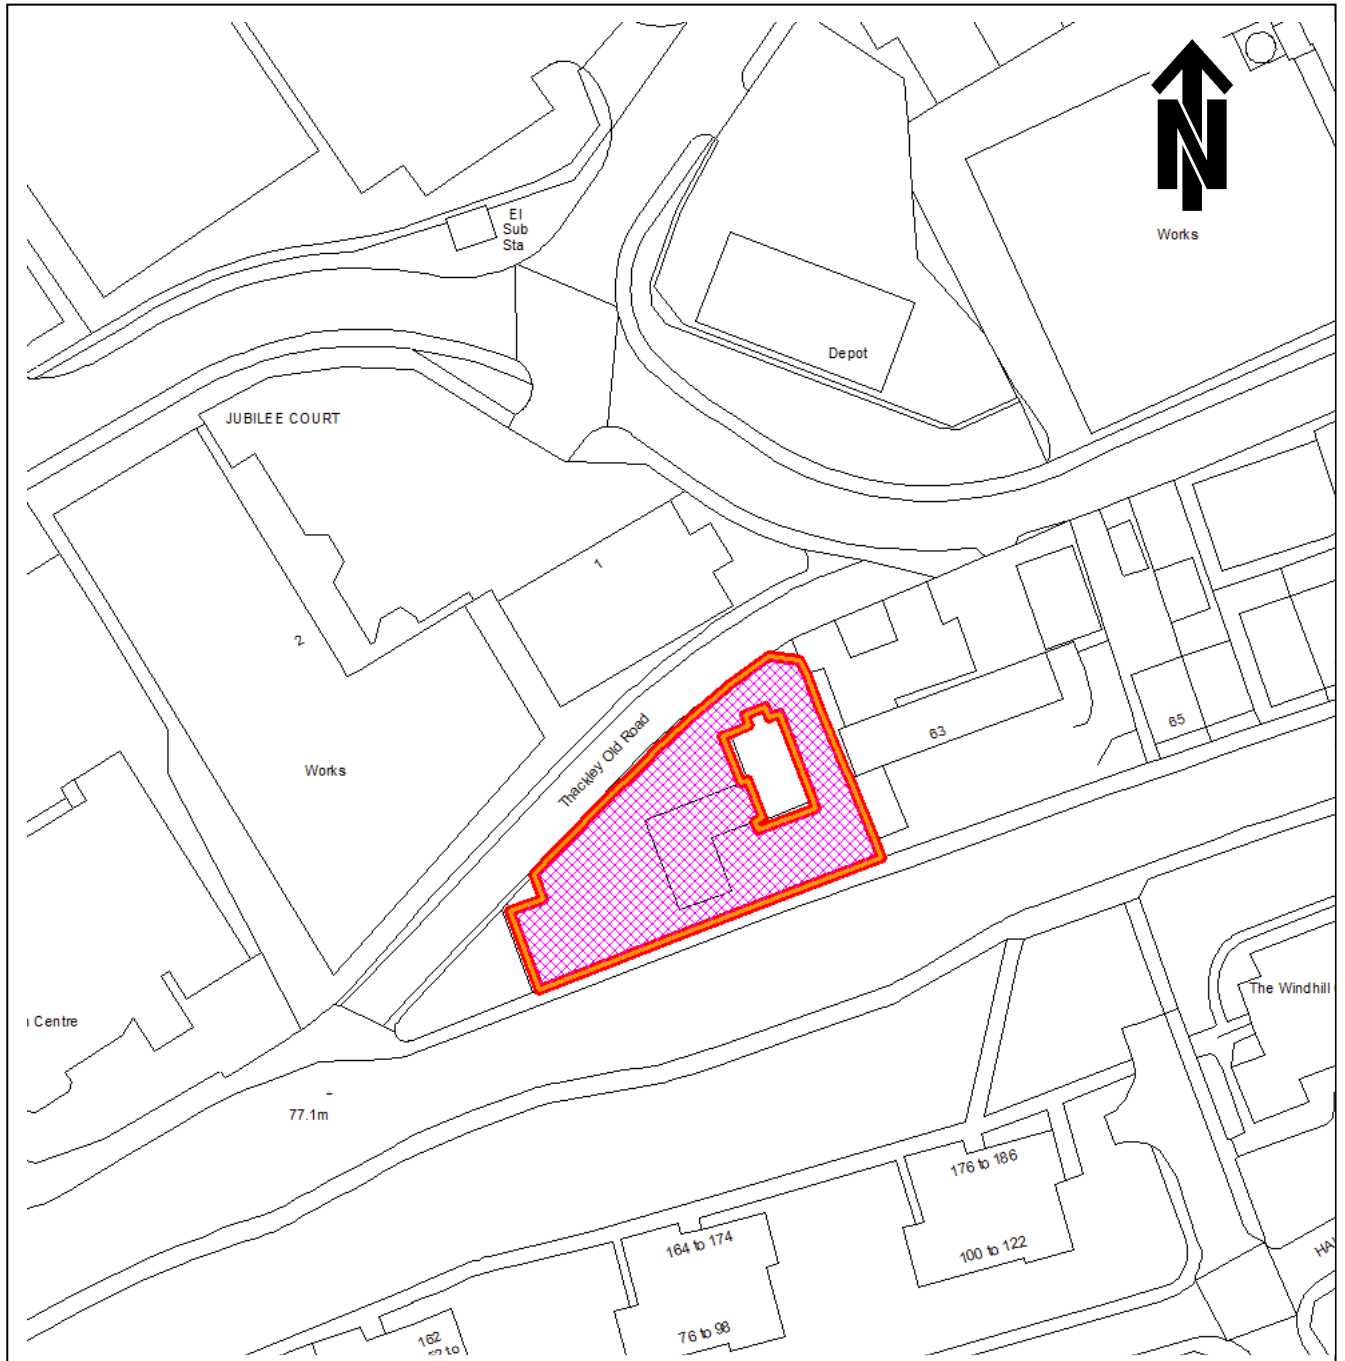 N
El
Sub
Sta
Works
Depot
JUBILEE COURT
1
2
Thackley Old Road
63
65
Works
The Windhill
Centre
77.1m
176 to 186
164 to 174
100 to 122
76 to 98
162